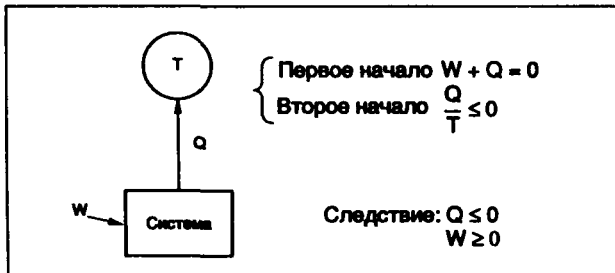 T
Первое начало W + Q = 0
Второе начало Q/T ≤ 0
Q
W
Система
Следствие: Q ≤ 0
W ≥ 0